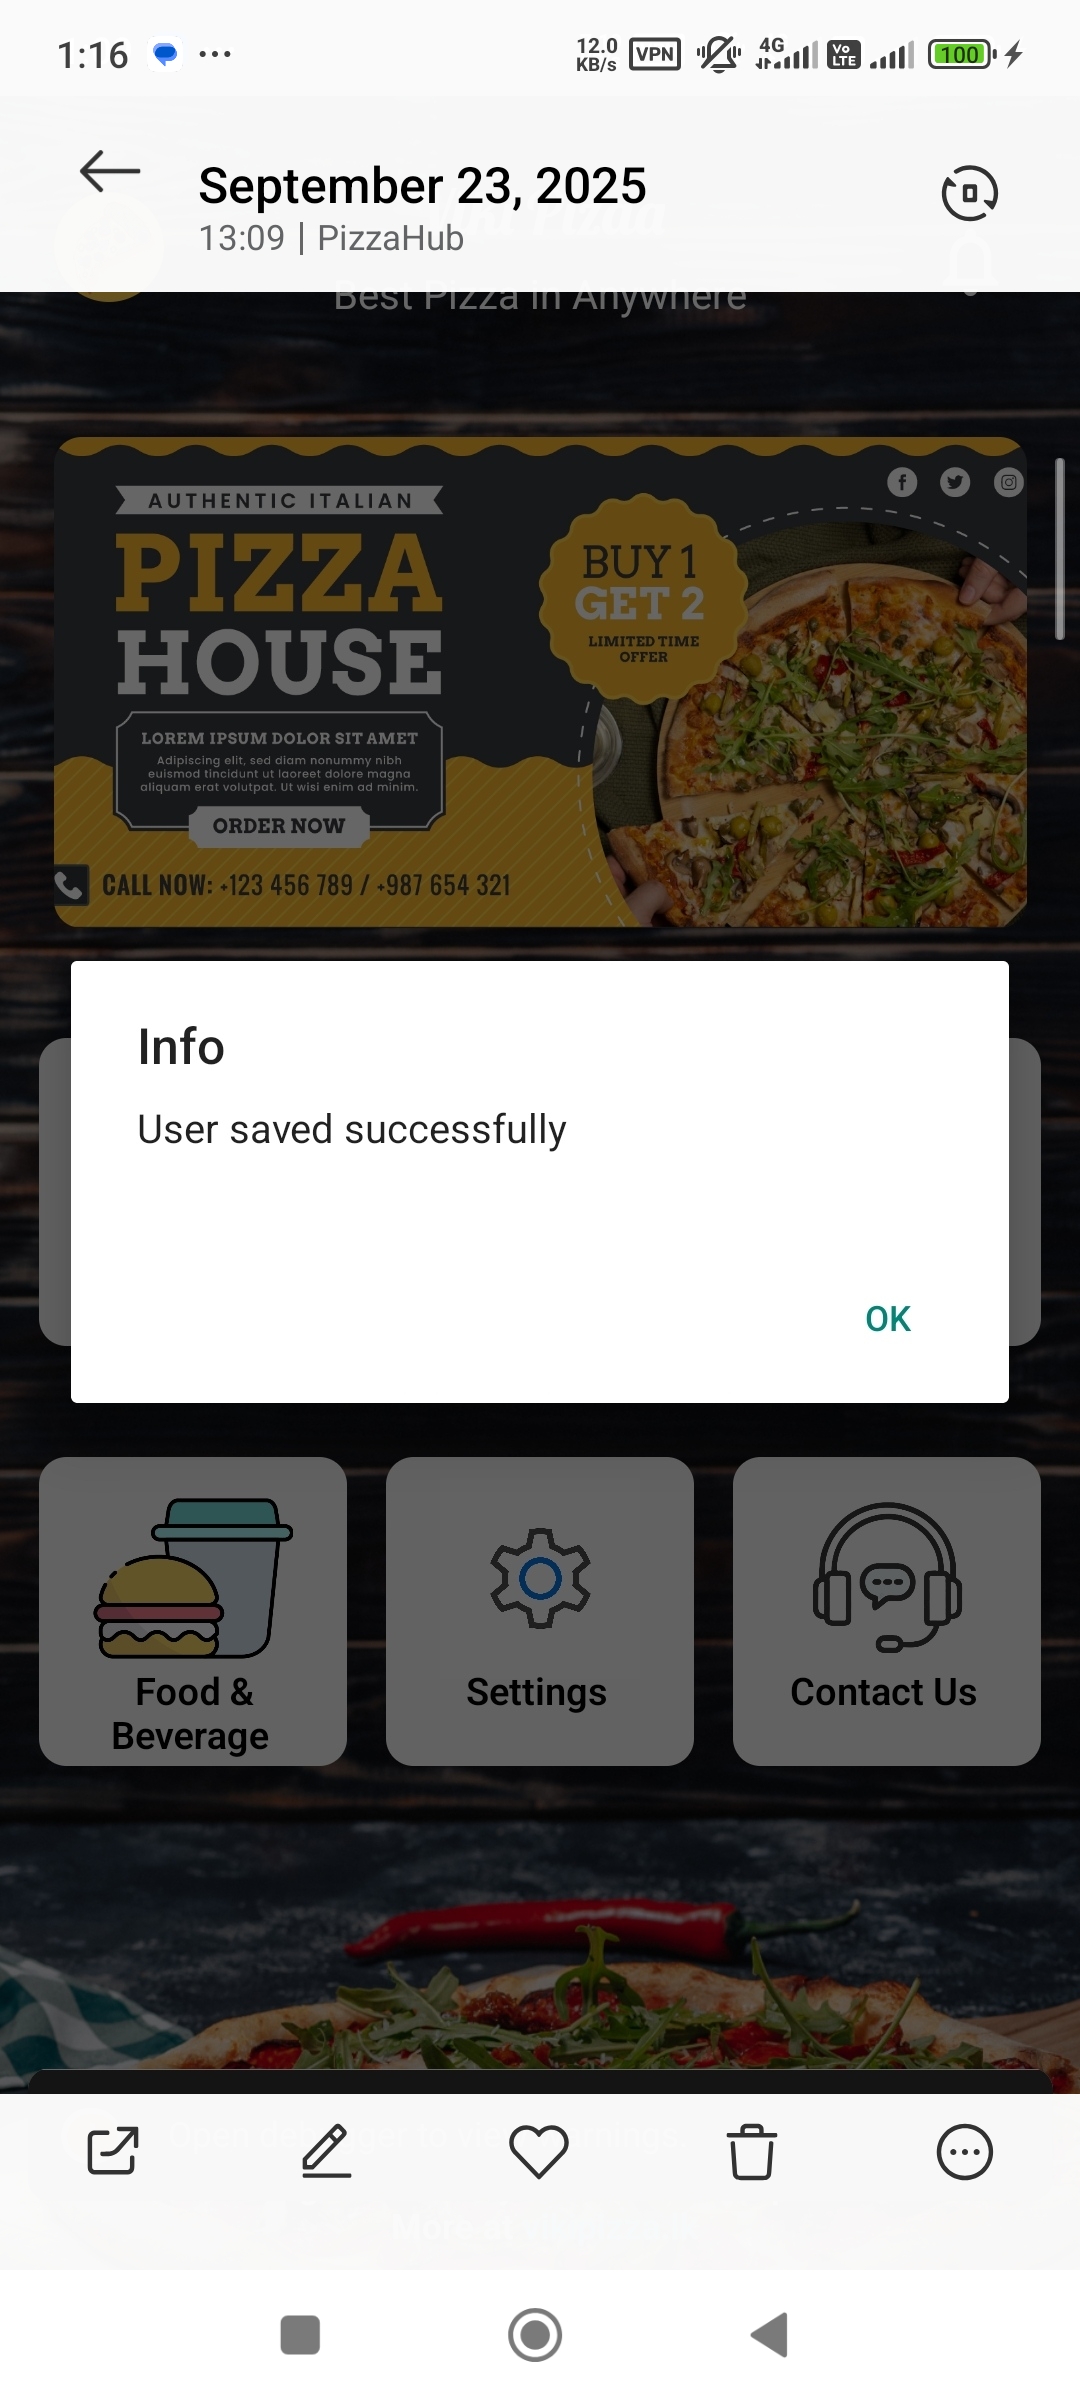 1:16
12.0
KB/s
VPN
4G
Vo
LTE
100
September 23, 2025
13:09 | PizzaHub
Best Pizza in Anywhere
AUTHENTIC ITALIAN
PIZZA
HOUSE
BUY 1
GET 2
LIMITED TIME
OFFER
LOREM IPSUM DOLOR SIT AMET
Adipiscing elit, sed diam nonummy nibh
euismod tincidunt ut laoreet dolore magna
aliquam erat volutpat. Ut wisi enim ad minim.
ORDER NOW
CALL NOW: +123 456 789 / +987 654 321
Info
User saved successfully
OK
Food &
Beverage
Settings
Contact Us